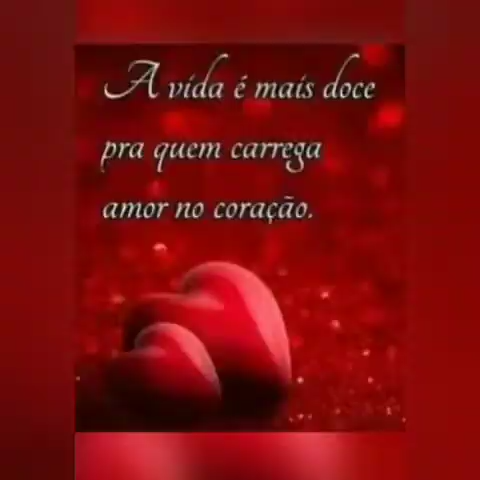 A vida é mais doce
pra quem carrega
amor no coração.